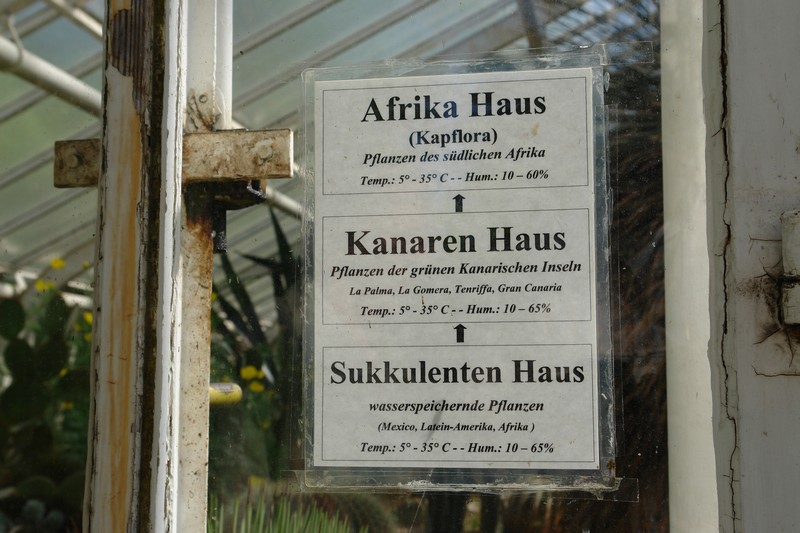 Afrika Haus
(Kapflora)
Pflanzen des südlichen Afrika
Temp.: 5° - 35° C - - Hum.: 10 – 60%
Kanaren Haus
Pflanzen der grünen Kanarischen Inseln
La Palma, La Gomera, Tenriffa, Gran Canaria
Temp.: 5° - 35° C - - Hum.: 10 – 65%
Sukkulenten Haus
wasserspeichernde Pflanzen
(Mexico, Latein-Amerika, Afrika )
Temp.: 5° - 35° C - - Hum.: 10 – 65%